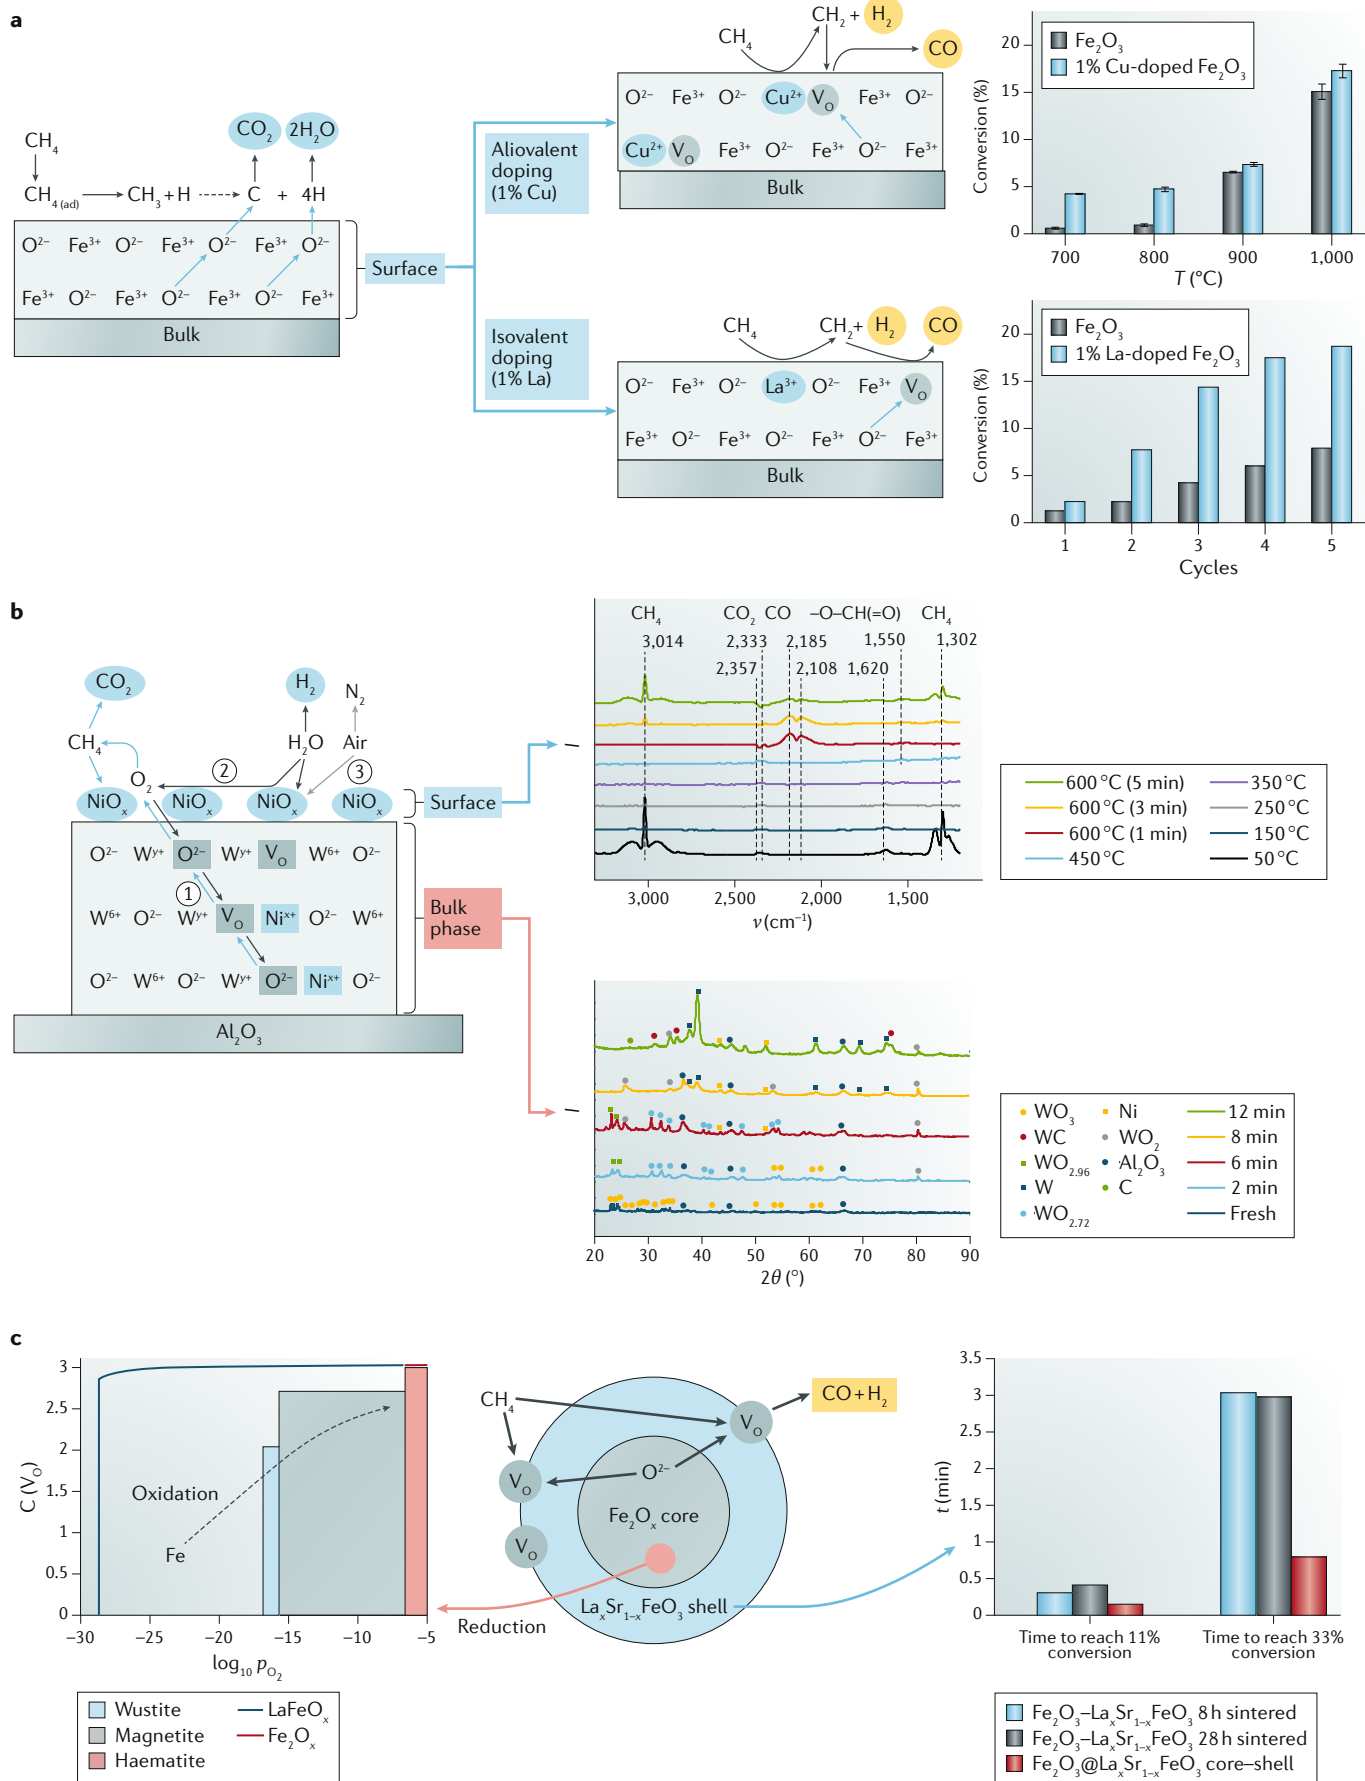 a
CH4
CH4 (ad)
CH3 + H
C + 4H
CO2
2H2O
O2– Fe3+ O2– Fe3+ O2– Fe3+ O2–
Fe3+ O2– Fe3+ O2– Fe3+ O2– Fe3+
Bulk
Surface
Aliovalent
doping
(1% Cu)
CH4
CH2 + H2
CO
O2– Fe3+ O2– Cu2+ VO Fe3+ O2–
Cu2+ VO Fe3+ O2– Fe3+ O2– Fe3+
Bulk
Isovalent
doping
(1% La)
CH4
CH2+ H2
CO
O2– Fe3+ O2– La3+ O2– Fe3+ VO
Fe3+ O2– Fe3+ O2– Fe3+ O2– Fe3+
Bulk
Fe2O3
1% Cu-doped Fe2O3
Conversion (%)
20
15
10
5
0
700 800 900 1,000
T (°C)
Fe2O3
1% La-doped Fe2O3
Conversion (%)
20
15
10
5
0
1 2 3 4 5
Cycles
b
CO2
H2
N2
CH4
H2O
Air
O2
2
3
NiOx NiOx NiOx NiOx
O2– Wy+ O2– Wy+ VO W6+ O2–
1
W6+ O2– Wy+ VO Nix+ O2– W6+
O2– W6+ O2– Wy+ O2– Nix+ O2–
Al2O3
Surface
Bulk
phase
CH4 CO2 CO –O–CH(=O) CH4
3,014 2,333 2,185 1,550 1,302
2,357 2,108 1,620
I
3,000 2,500 2,000 1,500
ν (cm–1)
600 °C (5 min) 350 °C
600 °C (3 min) 250 °C
600 °C (1 min) 150 °C
450 °C 50 °C
I
20 30 40 50 60 70 80 90
2θ (°)
WO3 Ni 12 min
WC WO2 8 min
WO2.96 Al2O3 6 min
W C 2 min
WO2.72 Fresh
c
C (VO)
3
2.5
2
1.5
1
0.5
0
Oxidation
Fe
–30 –25 –20 –15 –10 –5
log10 pO2
Wustite LaFeOx
Magnetite Fe2Ox
Haematite
CH4
CO + H2
VO
VO
VO
O2–
Fe2Ox core
LaxSr1–xFeO3 shell
Reduction
t (min)
3.5
3
2.5
2
1.5
1
0.5
0
Time to reach 11%
conversion
Time to reach 33%
conversion
Fe2O3–LaxSr1–xFeO3 8 h sintered
Fe2O3–LaxSr1–xFeO3 28 h sintered
Fe2O3@LaxSr1–xFeO3 core–shell